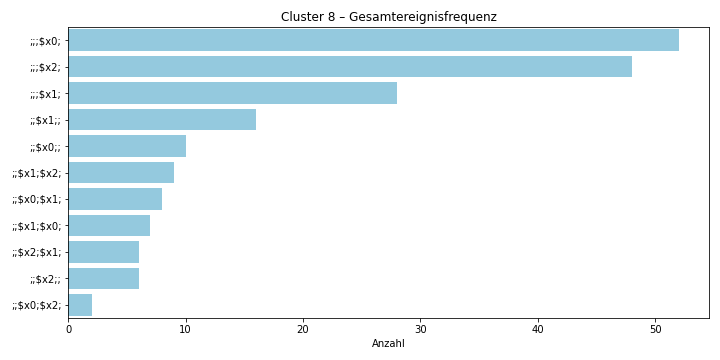 Cluster 8 – Gesamtereignisfrequenz
;;;$x0;
;;;$x2;
;;;$x1;
;;$x1;;
;;$x0;;
;;$x1;$x2;
;;$x0;$x1;
;;$x1;$x0;
;;$x2;$x1;
;;$x2;;
;;$x0;$x2;
0 10 20 30 40 50
Anzahl